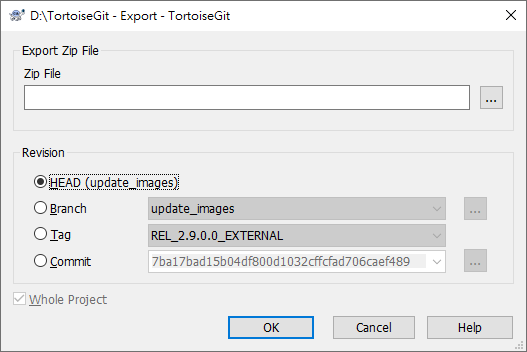 D:\TortoiseGit - Export - TortoiseGit
Export Zip File
Zip File
...
Revision
HEAD (update_images)
Branch
update_images
...
Tag
REL_2.9.0.0_EXTERNAL
Commit
7ba17bad15b04df800d1032cffcfad706caef489
...
Whole Project
OK
Cancel
Help